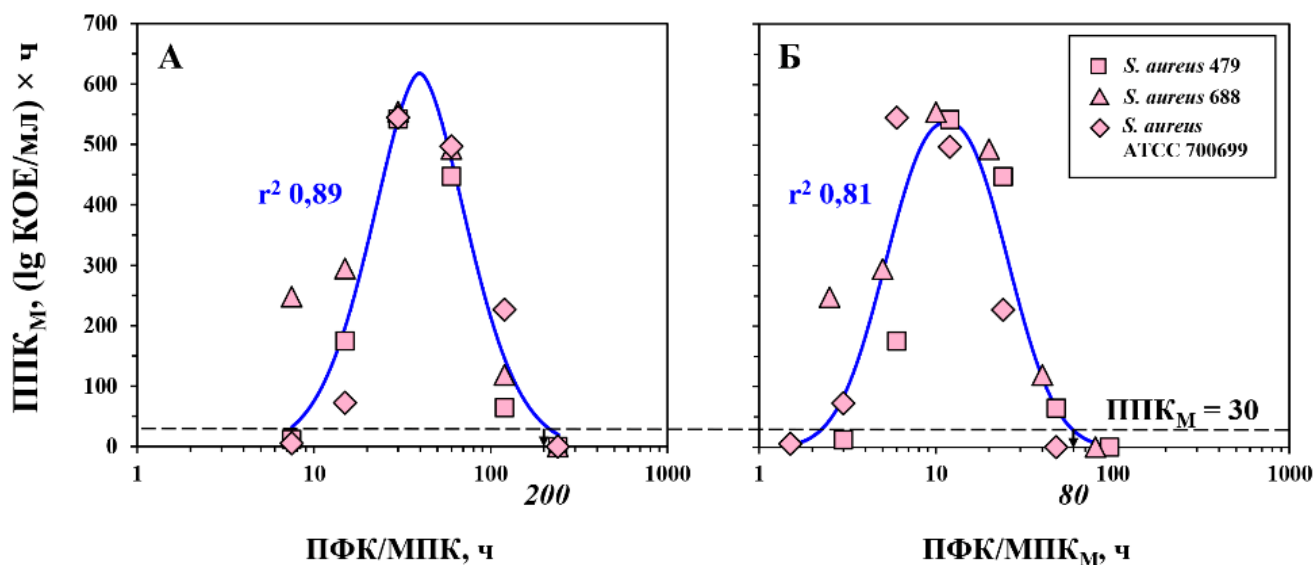 700
600
500
400
300
200
100
0
ППК_М, (lg КОЕ/мл) × ч
А
r² 0,89
1
10
100
1000
200
ПФК/МПК, ч
Б
r² 0,81
S. aureus 479
S. aureus 688
S. aureus
ATCC 700699
ППК_М = 30
1
10
100
1000
80
ПФК/МПК_М, ч